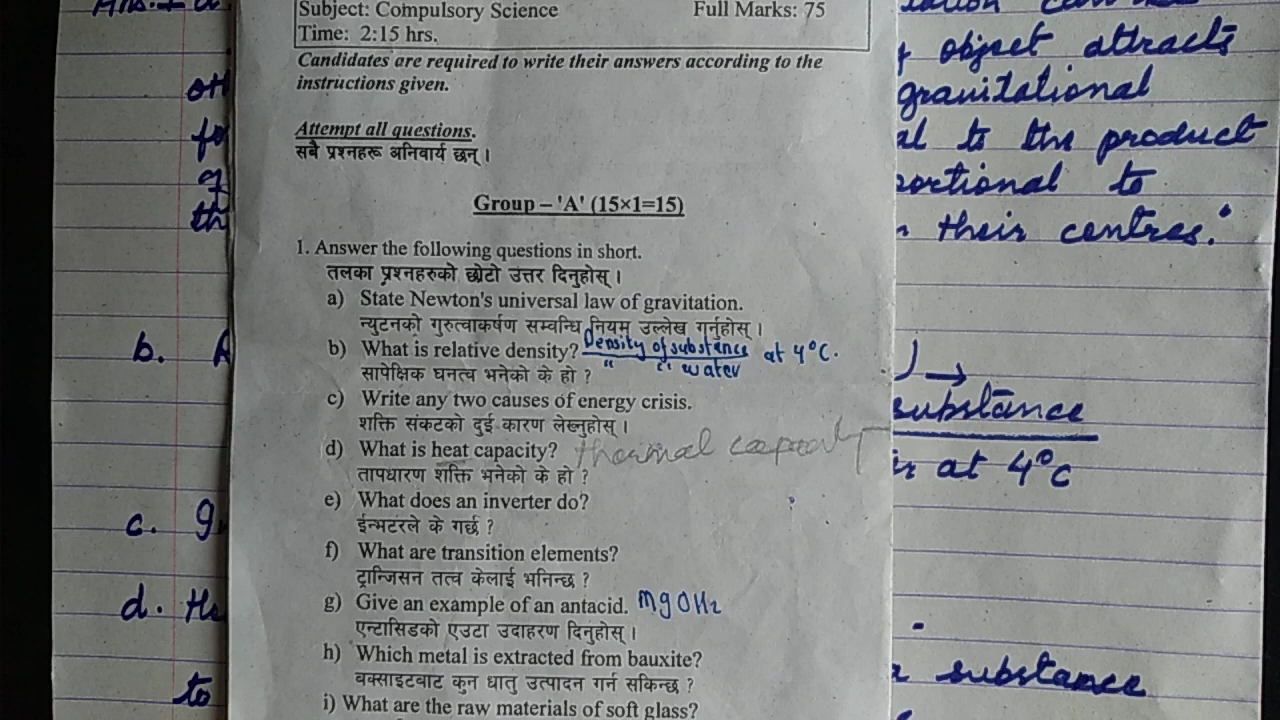 Subject: Compulsory Science Full Marks: 75
Time: 2:15 hrs.
Candidates are required to write their answers according to the
instructions given.
Attempt all questions.
सबै प्रश्नहरू अनिवार्य छन् ।
Group – 'A' (15×1=15)
1. Answer the following questions in short.
तलका प्रश्नहरुको छोटो उत्तर दिनुहोस् ।
a) State Newton's universal law of gravitation.
न्युटनको गुरुत्वाकर्षण सम्वन्धि नियम उल्लेख गर्नुहोस् ।
b) What is relative density? Density of substance at 4°C.
" " water
सापेक्षिक घनत्व भनेको के हो ?
c) Write any two causes of energy crisis.
शक्ति संकटको दुई कारण लेख्नुहोस् ।
d) What is heat capacity? thermal capacity
तापधारण शक्ति भनेको के हो ?
e) What does an inverter do?
ईन्भटरले के गर्छ ?
f) What are transition elements?
ट्रान्जिसन तत्व केलाई भनिन्छ ?
g) Give an example of an antacid. MgOH2
एन्टासिडको एउटा उदाहरण दिनुहोस् ।
h) Which metal is extracted from bauxite?
वक्साइटवाट कुन धातु उत्पादन गर्न सकिन्छ ?
i) What are the raw materials of soft glass?
object attracts
gravitational
to the product
to
their centres."
b.
substance
at 4°C
c.
d.
substance
to